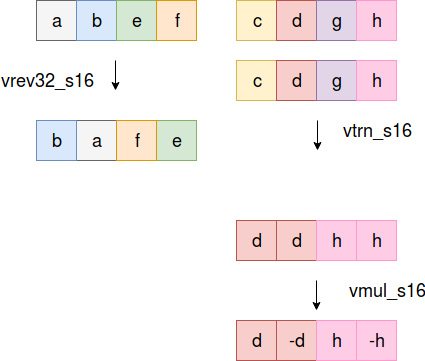 a b e f
c d g h
c d g h
vrev32_s16
vtrn_s16
b a f e
d d h h
vmul_s16
d -d h -h